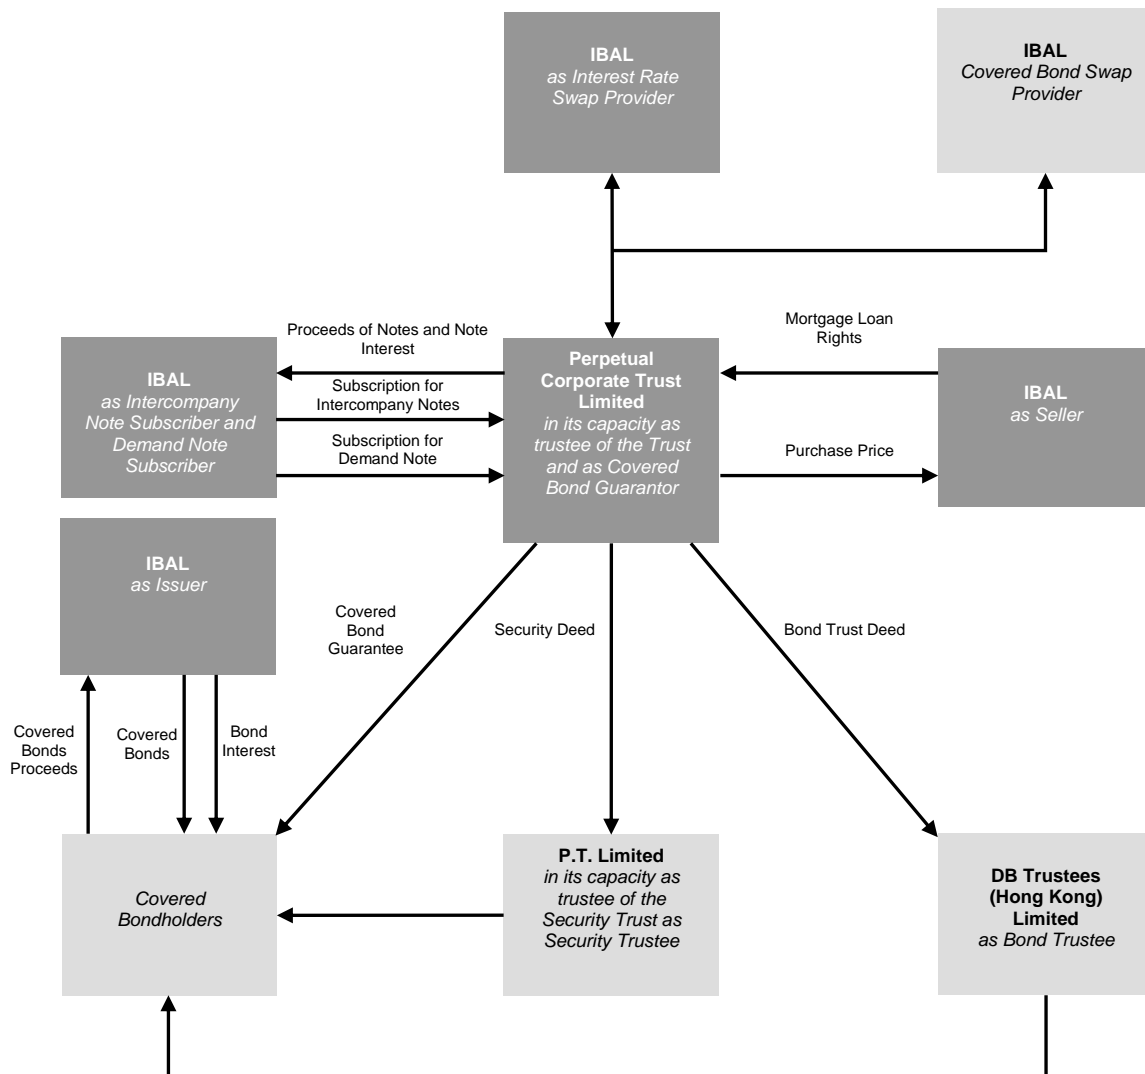 IBAL
as Interest Rate
Swap Provider
IBAL
Covered Bond Swap
Provider
Proceeds of Notes and Note
Interest
Subscription for
Intercompany Notes
Subscription for
Demand Note
IBAL
as Intercompany
Note Subscriber and
Demand Note
Subscriber
Perpetual
Corporate Trust
Limited
in its capacity as
trustee of the Trust
and as Covered
Bond Guarantor
Mortgage Loan
Rights
Purchase Price
IBAL
as Seller
IBAL
as Issuer
Covered
Bond
Guarantee
Security Deed
Bond Trust Deed
Covered
Bonds
Proceeds
Covered
Bonds
Bond
Interest
Covered
Bondholders
P.T. Limited
in its capacity as
trustee of the
Security Trust as
Security Trustee
DB Trustees
(Hong Kong)
Limited
as Bond Trustee